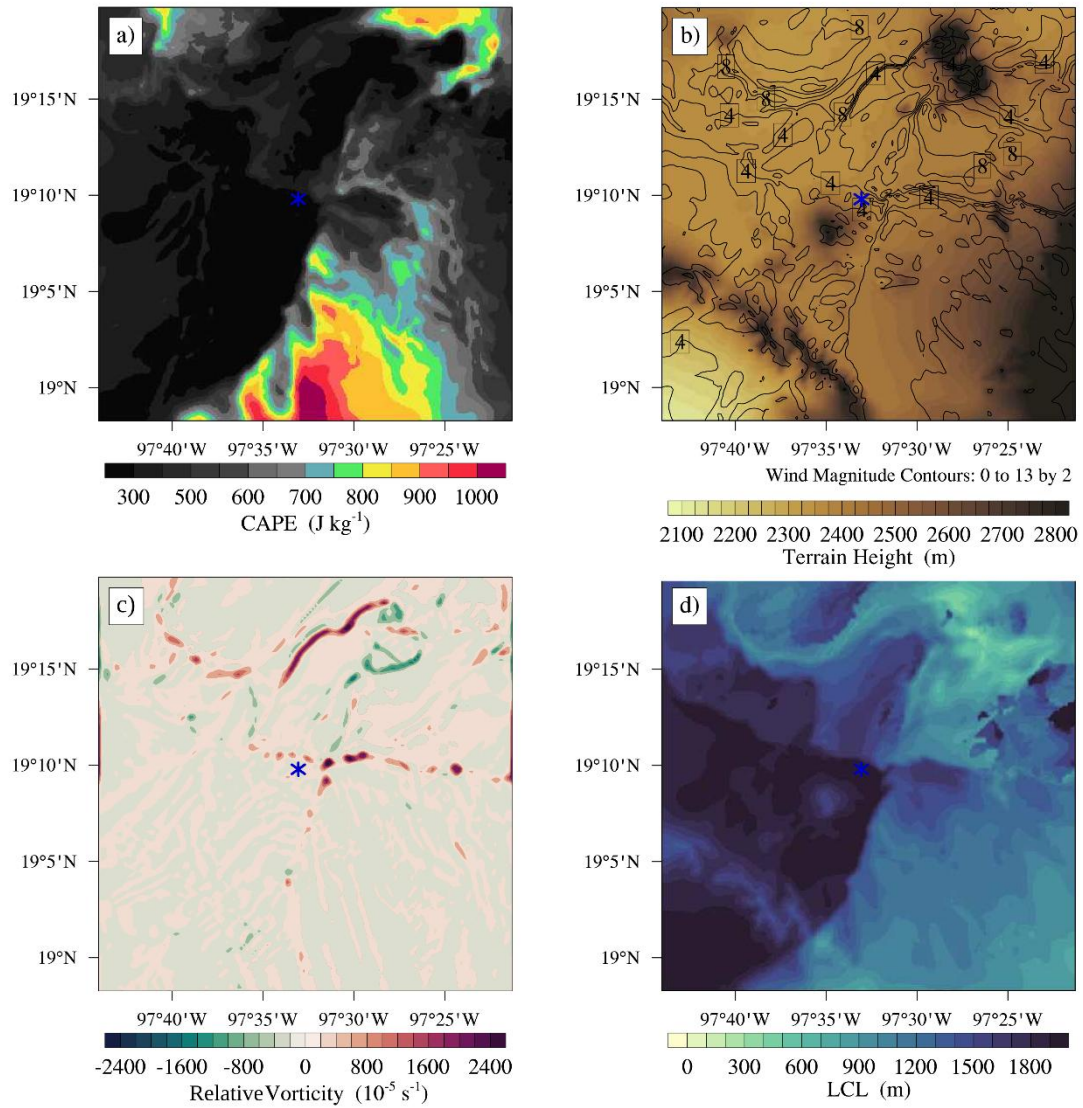 a)
19°15'N
19°10'N
19°5'N
19°N
97°40'W 97°35'W 97°30'W 97°25'W
300 500 600 700 800 900 1000
CAPE (J kg⁻¹)
b)
8
8
4
4
4
8
8
4
4
4
8
4
8
4
4
4
4
19°15'N
19°10'N
19°5'N
19°N
97°40'W 97°35'W 97°30'W 97°25'W
Wind Magnitude Contours: 0 to 13 by 2
2100 2200 2300 2400 2500 2600 2700 2800
Terrain Height (m)
c)
19°15'N
19°10'N
19°5'N
19°N
97°40'W 97°35'W 97°30'W 97°25'W
-2400 -1600 -800 0 800 1600 2400
Relative Vorticity (10⁻⁵ s⁻¹)
d)
19°15'N
19°10'N
19°5'N
19°N
97°40'W 97°35'W 97°30'W 97°25'W
0 300 600 900 1200 1500 1800
LCL (m)